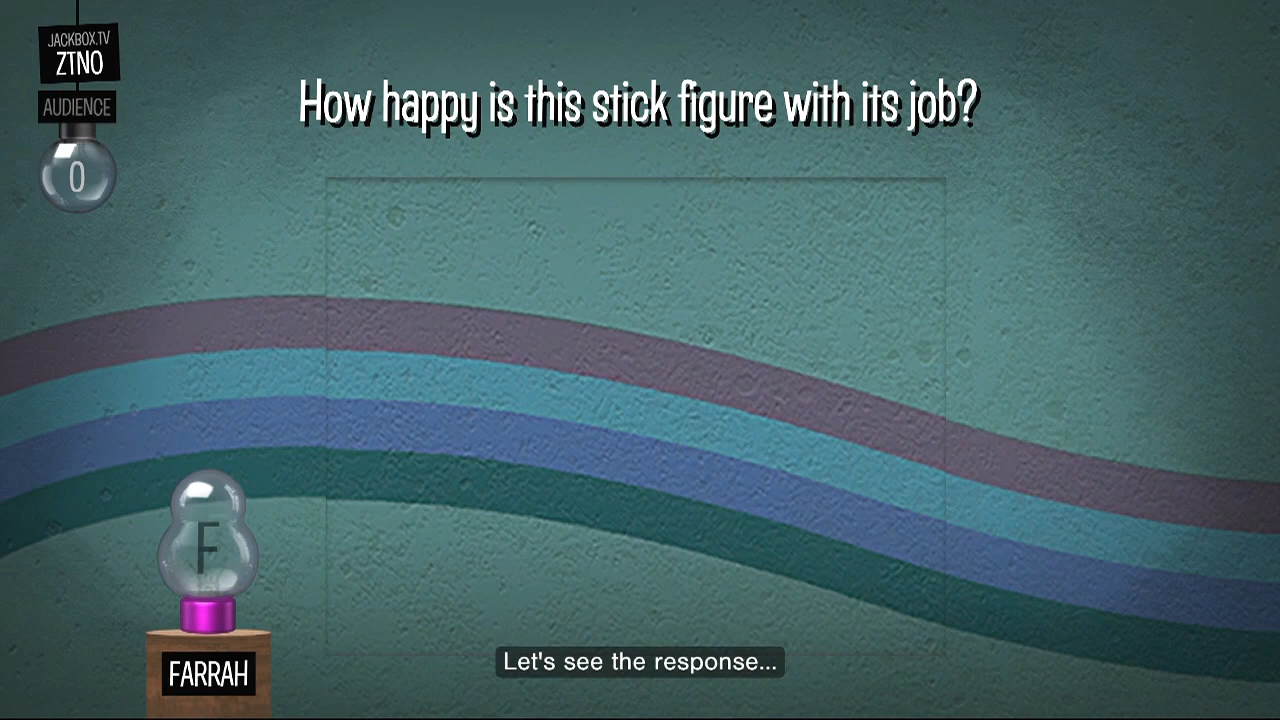 JACKBOX.TV
ZTNO
AUDIENCE
0
How happy is this stick figure with its job?
F
FARRAH
Let's see the response...